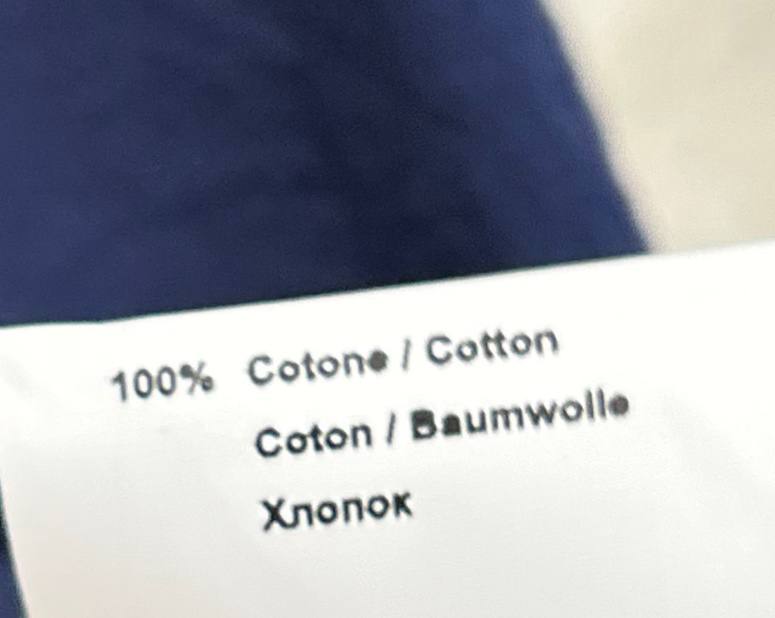 100% Cotone / Cotton
Coton / Baumwolle
Хлопок